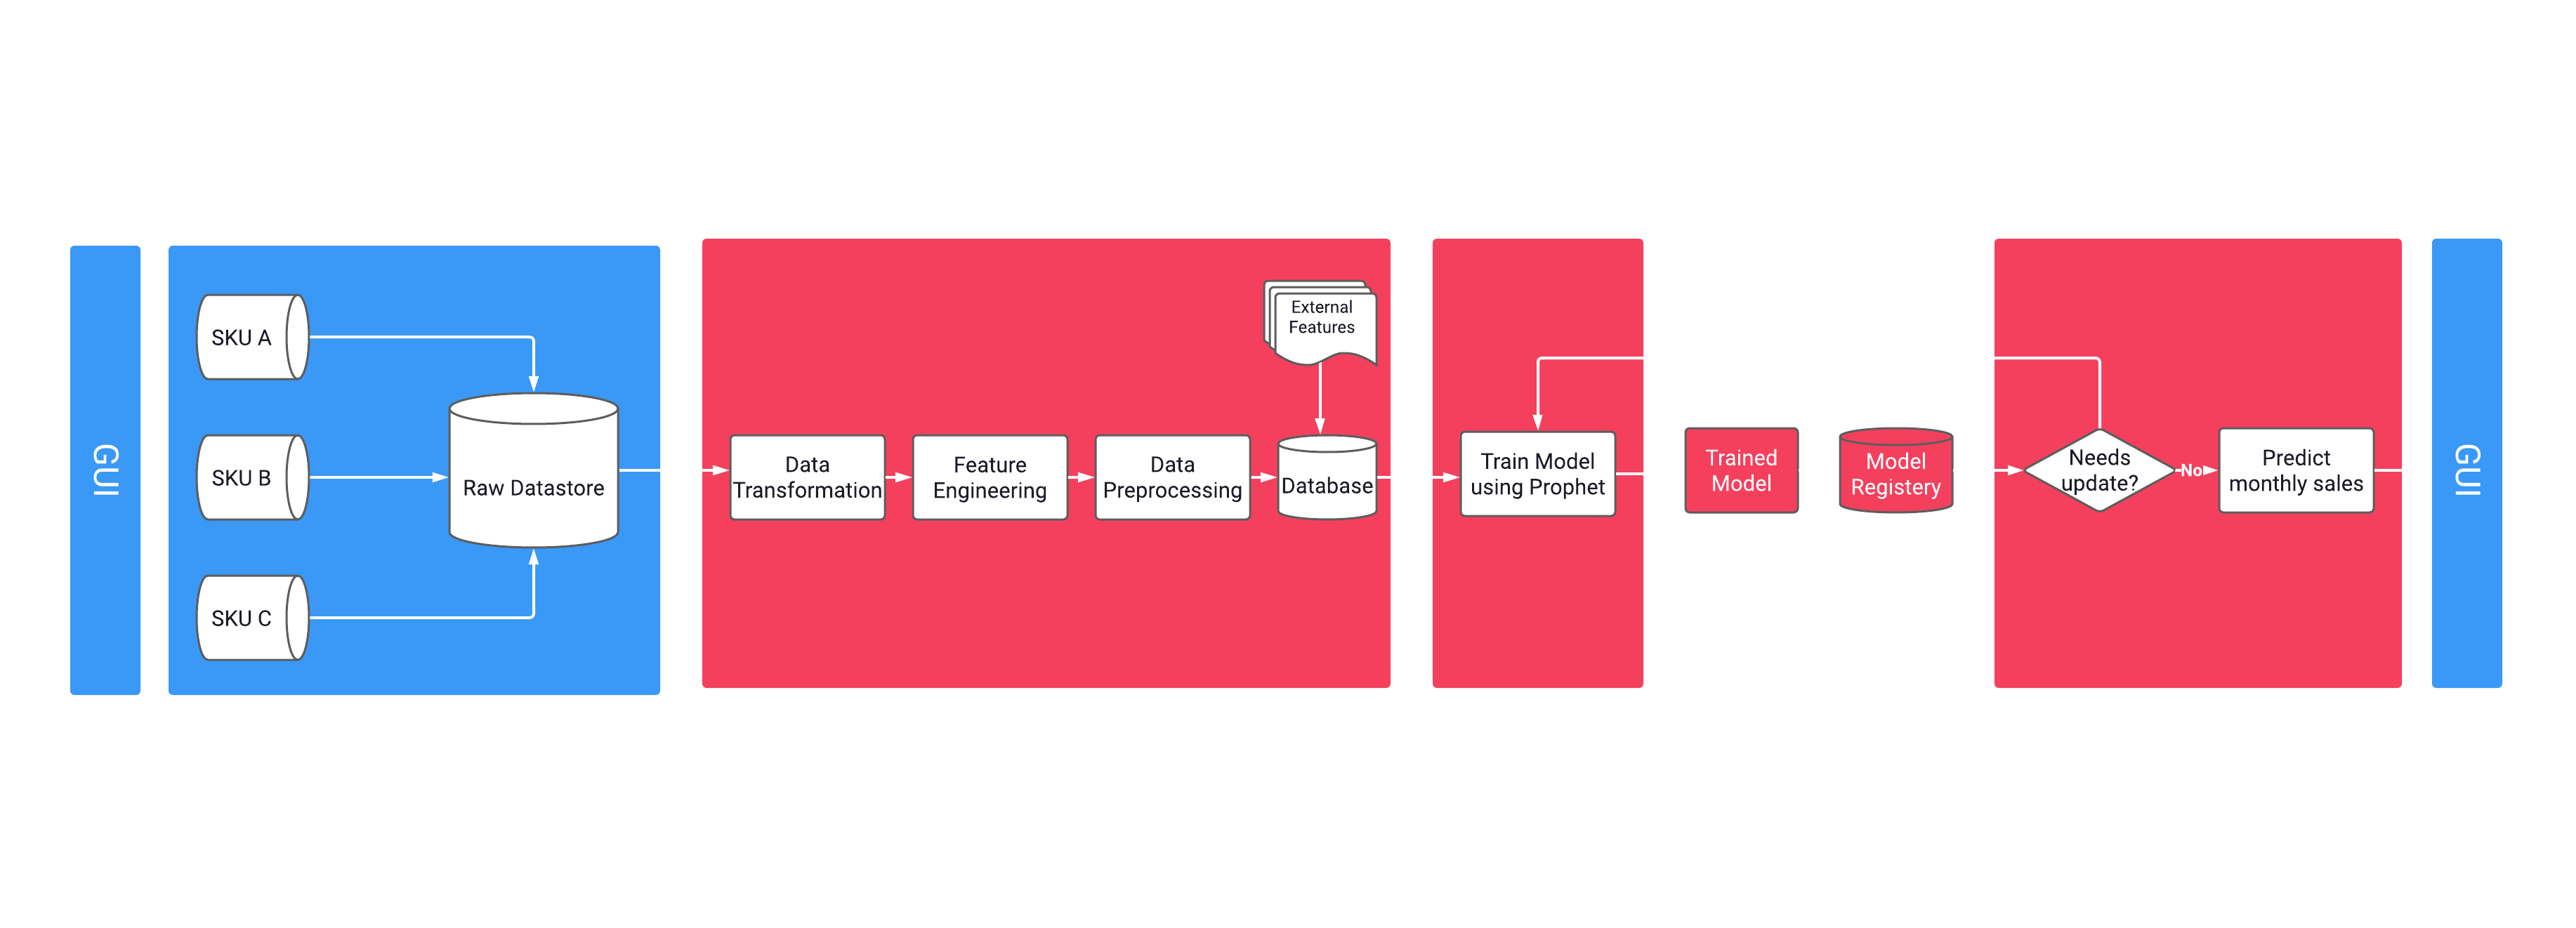 GUI
SKU A
SKU B
SKU C
Raw Datastore
Data
Transformation
Feature
Engineering
Data
Preprocessing
External
Features
Database
Train Model
using Prophet
Trained
Model
Model
Registery
Needs
update?
No
Predict
monthly sales
GUI